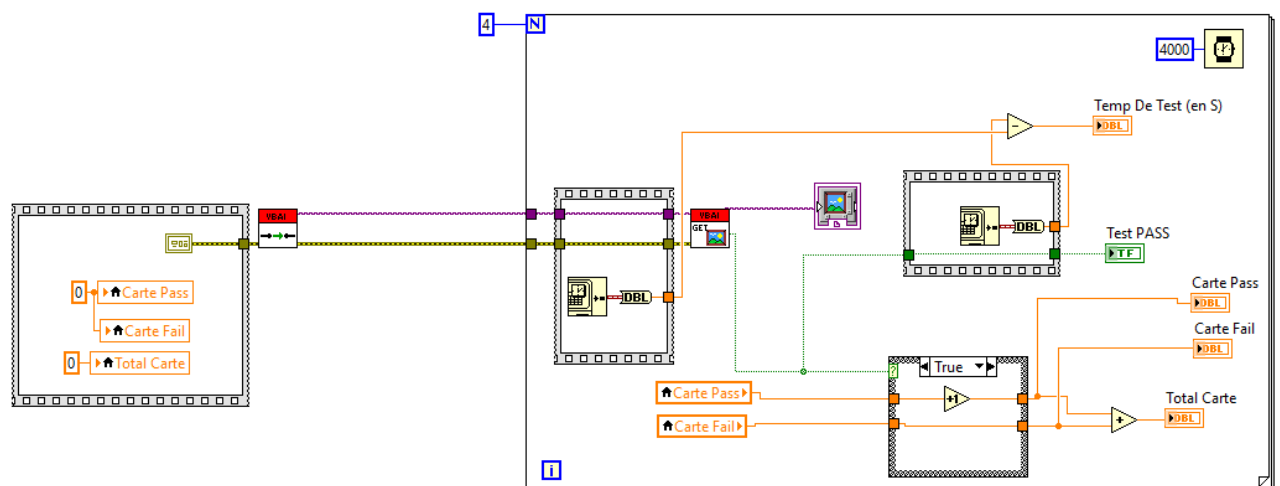 4
N
4000
Temp De Test (en S)
DBL
VBAI
VBAI
GET
DBL
Test PASS
TF
0
Carte Pass
Carte Fail
0
Total Carte
DBL
Carte Pass
DBL
Carte Fail
DBL
?
True
Carte Pass
+1
Carte Fail
Total Carte
DBL
i